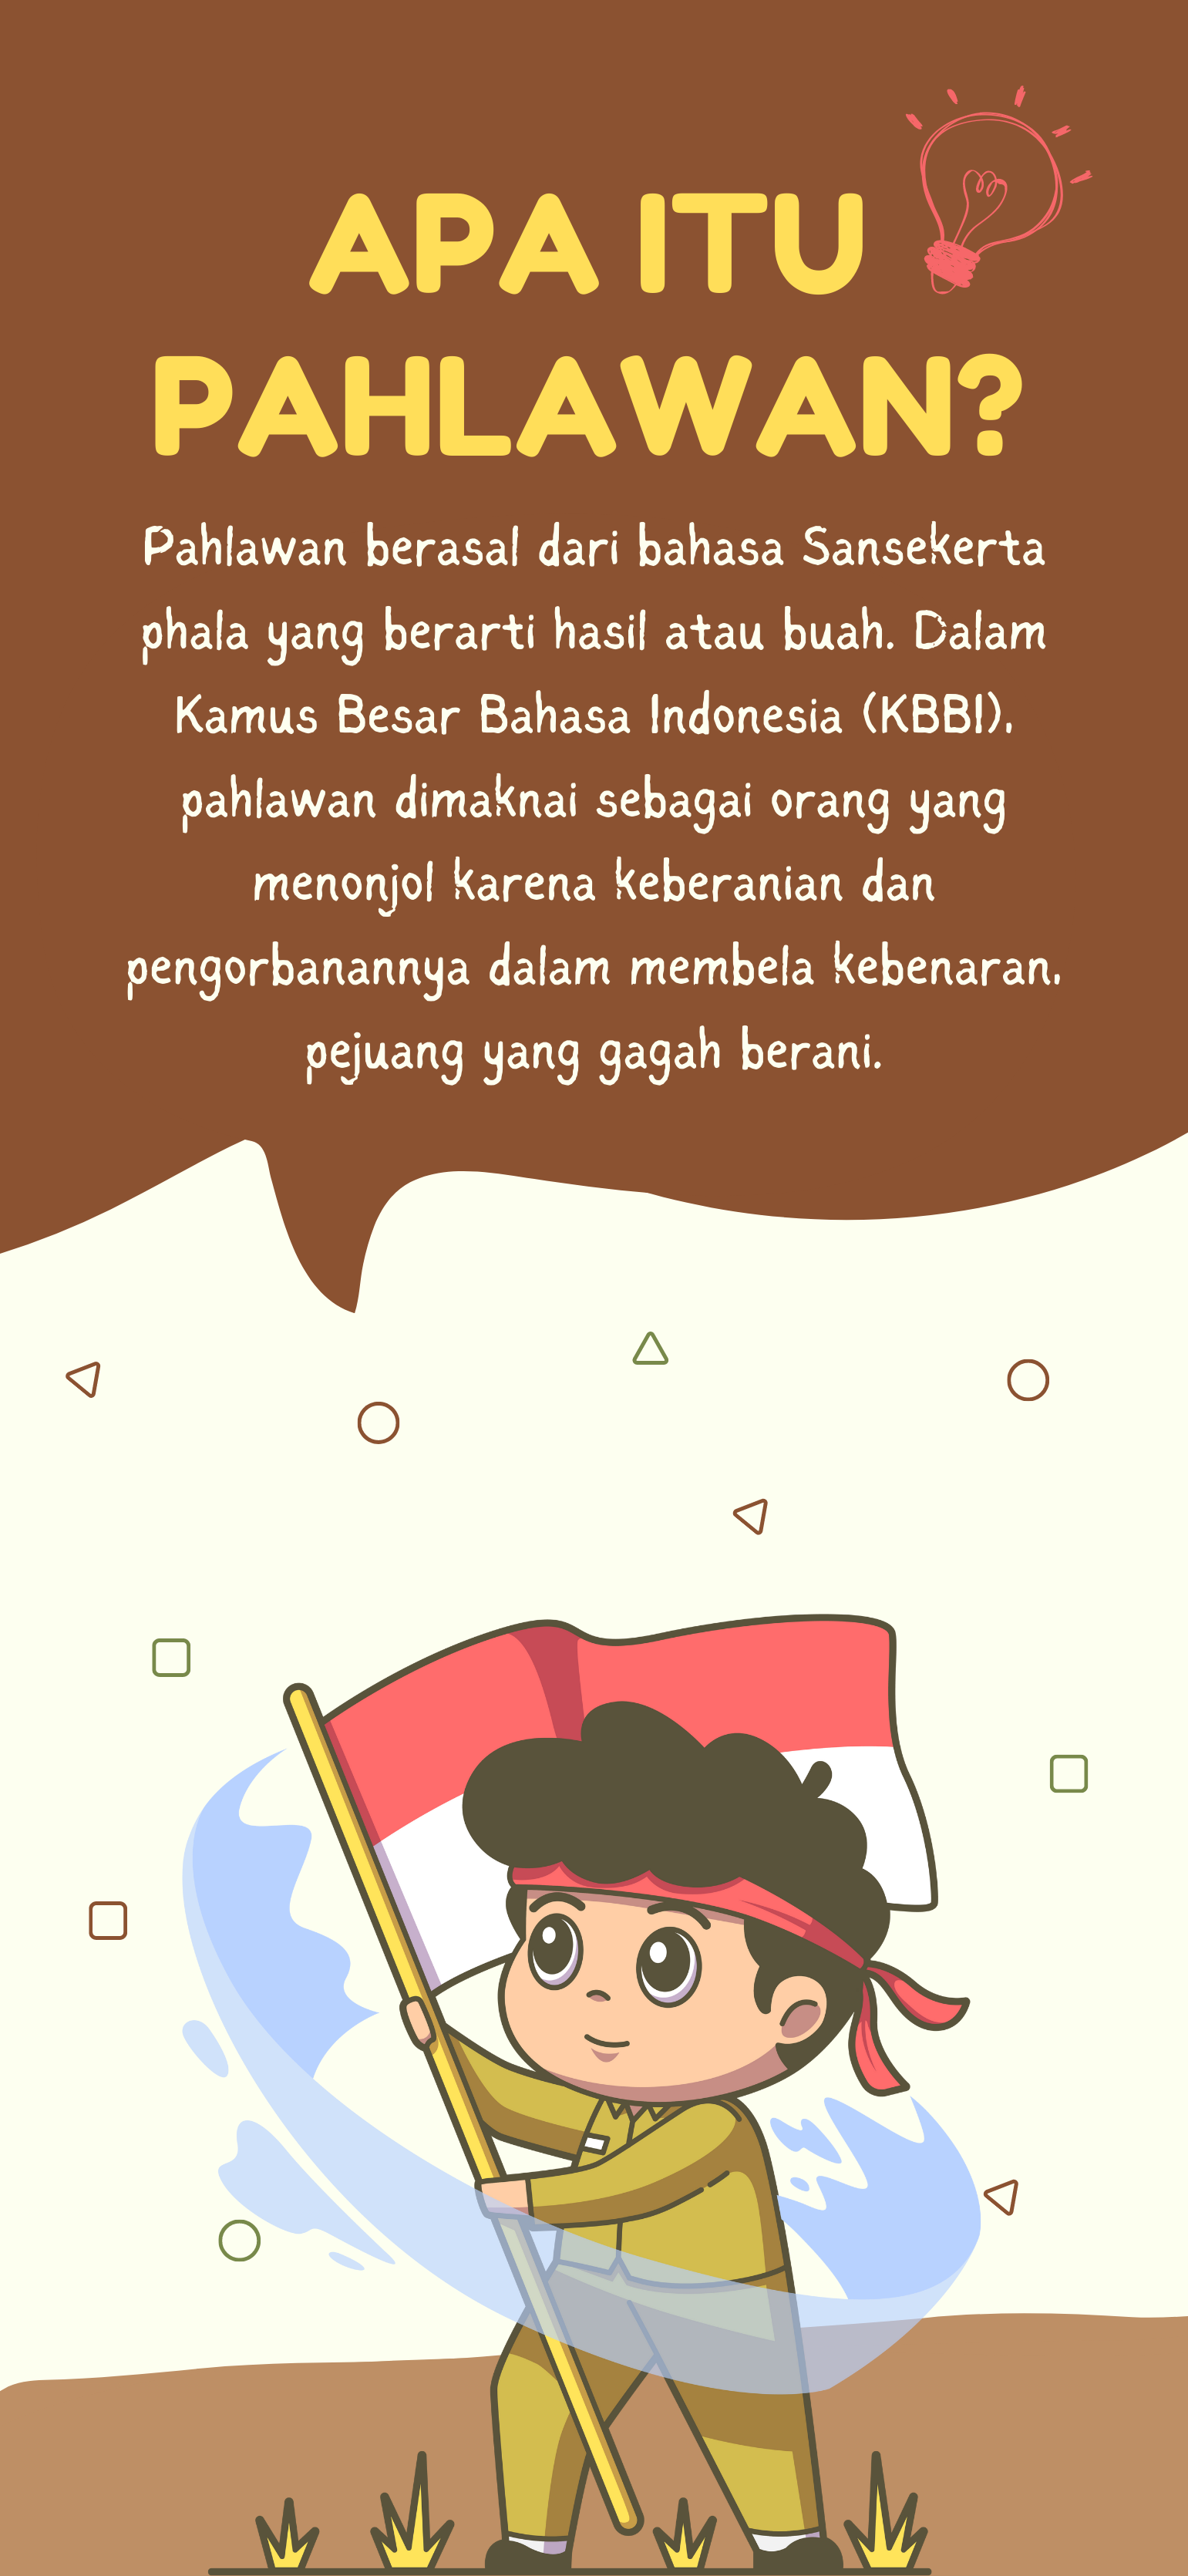 APA ITU
PAHLAWAN?
Pahlawan berasal dari bahasa Sansekerta
phala yang berarti hasil atau buah. Dalam
Kamus Besar Bahasa Indonesia (KBBI),
pahlawan dimaknai sebagai orang yang
menonjol karena keberanian dan
pengorbanannya dalam membela kebenaran,
pejuang yang gagah berani.